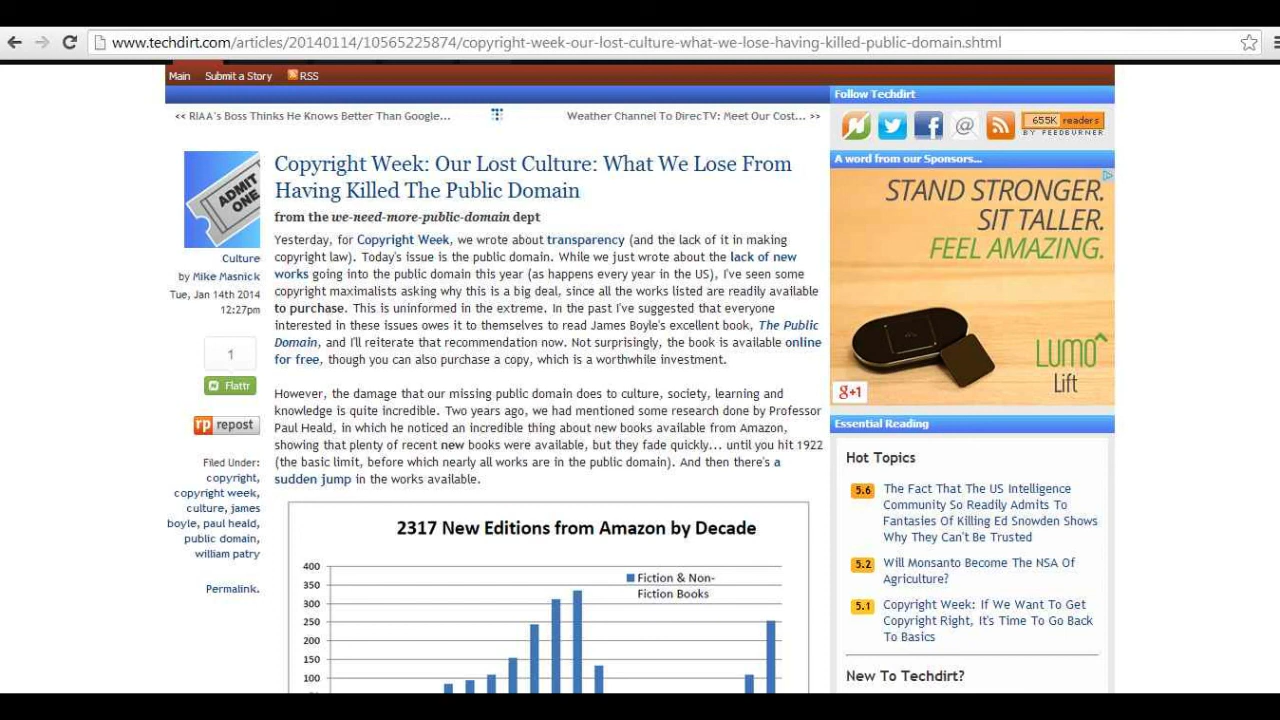 www.techdirt.com/articles/20140114/10565225874/copyright-week-our-lost-culture-what-we-lose-having-killed-public-domain.shtml
Main Submit a Story RSS
<< RIAA's Boss Thinks He Knows Better Than Google...
Weather Channel To DirecTV: Meet Our Cost... >>
ADMIT
ONE
Culture
by Mike Masnick
Tue, Jan 14th 2014
12:27pm
1
Flattr
rp repost
Filed Under:
copyright,
copyright week,
culture, james
boyle, paul heald,
public domain,
william patry
Permalink.
Copyright Week: Our Lost Culture: What We Lose From
Having Killed The Public Domain
from the we-need-more-public-domain dept
Yesterday, for Copyright Week, we wrote about transparency (and the lack of it in making
copyright law). Today's issue is the public domain. While we just wrote about the lack of new
works going into the public domain this year (as happens every year in the US), I've seen some
copyright maximalists asking why this is a big deal, since all the works listed are readily available
to purchase. This is uninformed in the extreme. In the past I've suggested that everyone
interested in these issues owes it to themselves to read James Boyle's excellent book, The Public
Domain, and I'll reiterate that recommendation now. Not surprisingly, the book is available online
for free, though you can also purchase a copy, which is a worthwhile investment.
However, the damage that our missing public domain does to culture, society, learning and
knowledge is quite incredible. Two years ago, we had mentioned some research done by Professor
Paul Heald, in which he noticed an incredible thing about new books available from Amazon,
showing that plenty of recent new books were available, but they fade quickly... until you hit 1922
(the basic limit, before which nearly all works are in the public domain). And then there's a
sudden jump in the works available.
2317 New Editions from Amazon by Decade
400
350
300
250
200
150
100
Fiction & Non-
Fiction Books
Follow Techdirt
@
655K readers
BY FEEDBURNER
A word from our Sponsors...
STAND STRONGER.
SIT TALLER.
FEEL AMAZING.
LUMO
Lift
g+1
Essential Reading
Hot Topics
5.6 The Fact That The US Intelligence
Community So Readily Admits To
Fantasies Of Killing Ed Snowden Shows
Why They Can't Be Trusted
5.2 Will Monsanto Become The NSA Of
Agriculture?
5.1 Copyright Week: If We Want To Get
Copyright Right, It's Time To Go Back
To Basics
New To Techdirt?